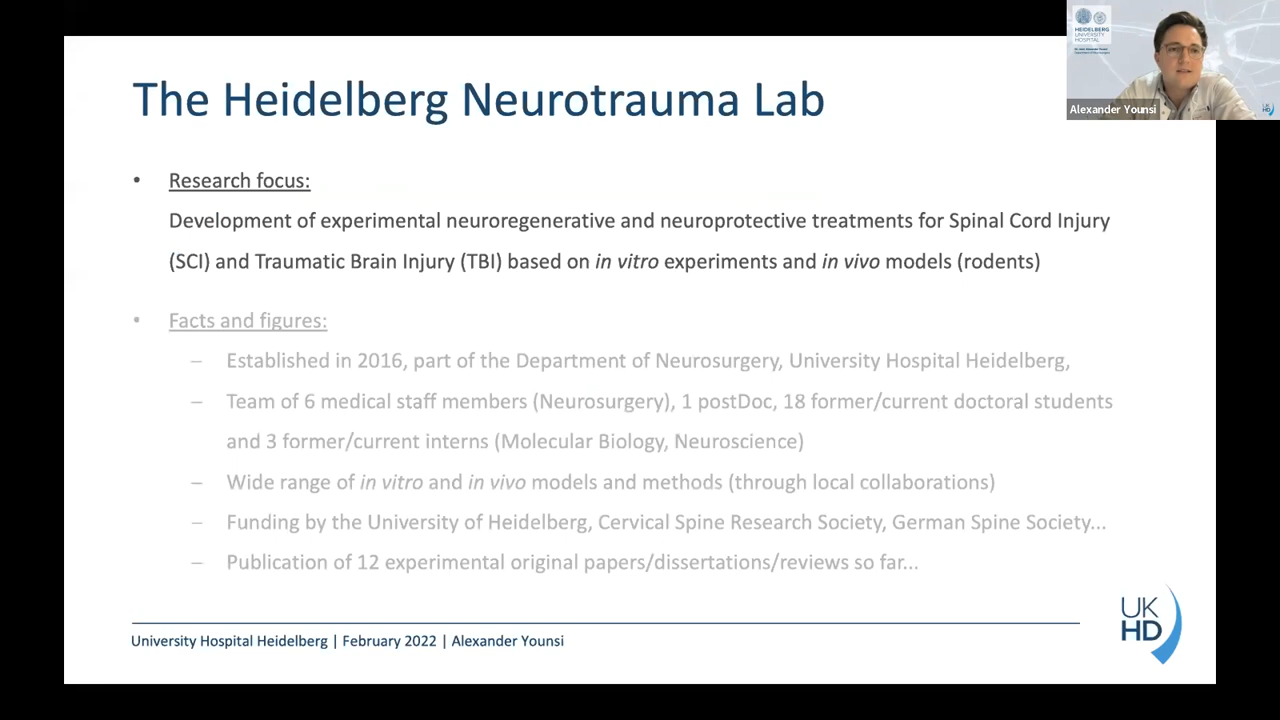 HEIDELBERG
UNIVERSITY
HOSPITAL
Alexander Younsi
The Heidelberg Neurotrauma Lab
• Research focus:
Development of experimental neuroregenerative and neuroprotective treatments for Spinal Cord Injury
(SCI) and Traumatic Brain Injury (TBI) based on in vitro experiments and in vivo models (rodents)
• Facts and figures:
– Established in 2016, part of the Department of Neurosurgery, University Hospital Heidelberg,
– Team of 6 medical staff members (Neurosurgery), 1 postDoc, 18 former/current doctoral students
and 3 former/current interns (Molecular Biology, Neuroscience)
– Wide range of in vitro and in vivo models and methods (through local collaborations)
– Funding by the University of Heidelberg, Cervical Spine Research Society, German Spine Society...
– Publication of 12 experimental original papers/dissertations/reviews so far...
University Hospital Heidelberg | February 2022 | Alexander Younsi
UK
HD